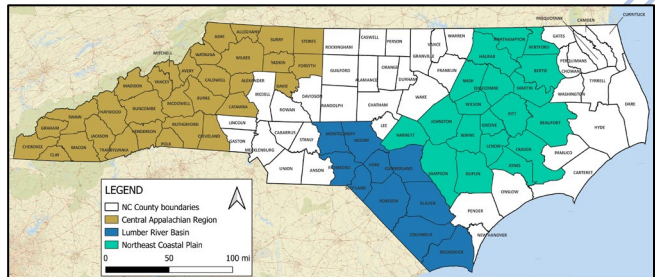 CURRITUCK
PASQUOTANK
CAMDEN
ASHE
ALLEGHANY
SURRY
STOKES
ROCKINGHAM
CASWELL
PERSON
VANCE
WARREN
NORTHAMPTON
GATES
HERTFORD
WATAUGA
WILKES
YADKIN
FORSYTH
GUILFORD
ALAMANCE
ORANGE
DURHAM
GRANVILLE
FRANKLIN
HALIFAX
BERTIE
PERQUIMANS
CHOWAN
MITCHELL
AVERY
CALDWELL
ALEXANDER
IREDELL
DAVIE
DAVIDSON
RANDOLPH
CHATHAM
WAKE
NASH
EDGECOMBE
MARTIN
WASHINGTON
TYRRELL
DARE
MADISON
YANCEY
BURKE
CATAWBA
ROWAN
WILSON
PITT
BEAUFORT
HYDE
HAYWOOD
BUNCOMBE
MCDOWELL
LINCOLN
CABARRUS
STANLY
MONTGOMERY
MOORE
LEE
HARNETT
JOHNSTON
WAYNE
GREENE
LENOIR
CRAVEN
PAMLICO
SWAIN
GRAHAM
JACKSON
HENDERSON
RUTHERFORD
CLEVELAND
GASTON
MECKLENBURG
CHEROKEE
CLAY
MACON
TRANSYLVANIA
POLK
UNION
ANSON
RICHMOND
HOKE
SCOTLAND
CUMBERLAND
SAMPSON
DUPLIN
JONES
CARTERET
ONSLOW
ROBESON
BLADEN
PENDER
COLUMBUS
NEW HANOVER
BRUNSWICK
LEGEND
NC County boundaries
Central Appalachian Region
Lumber River Basin
Northeast Coastal Plain
0 50 100 mi